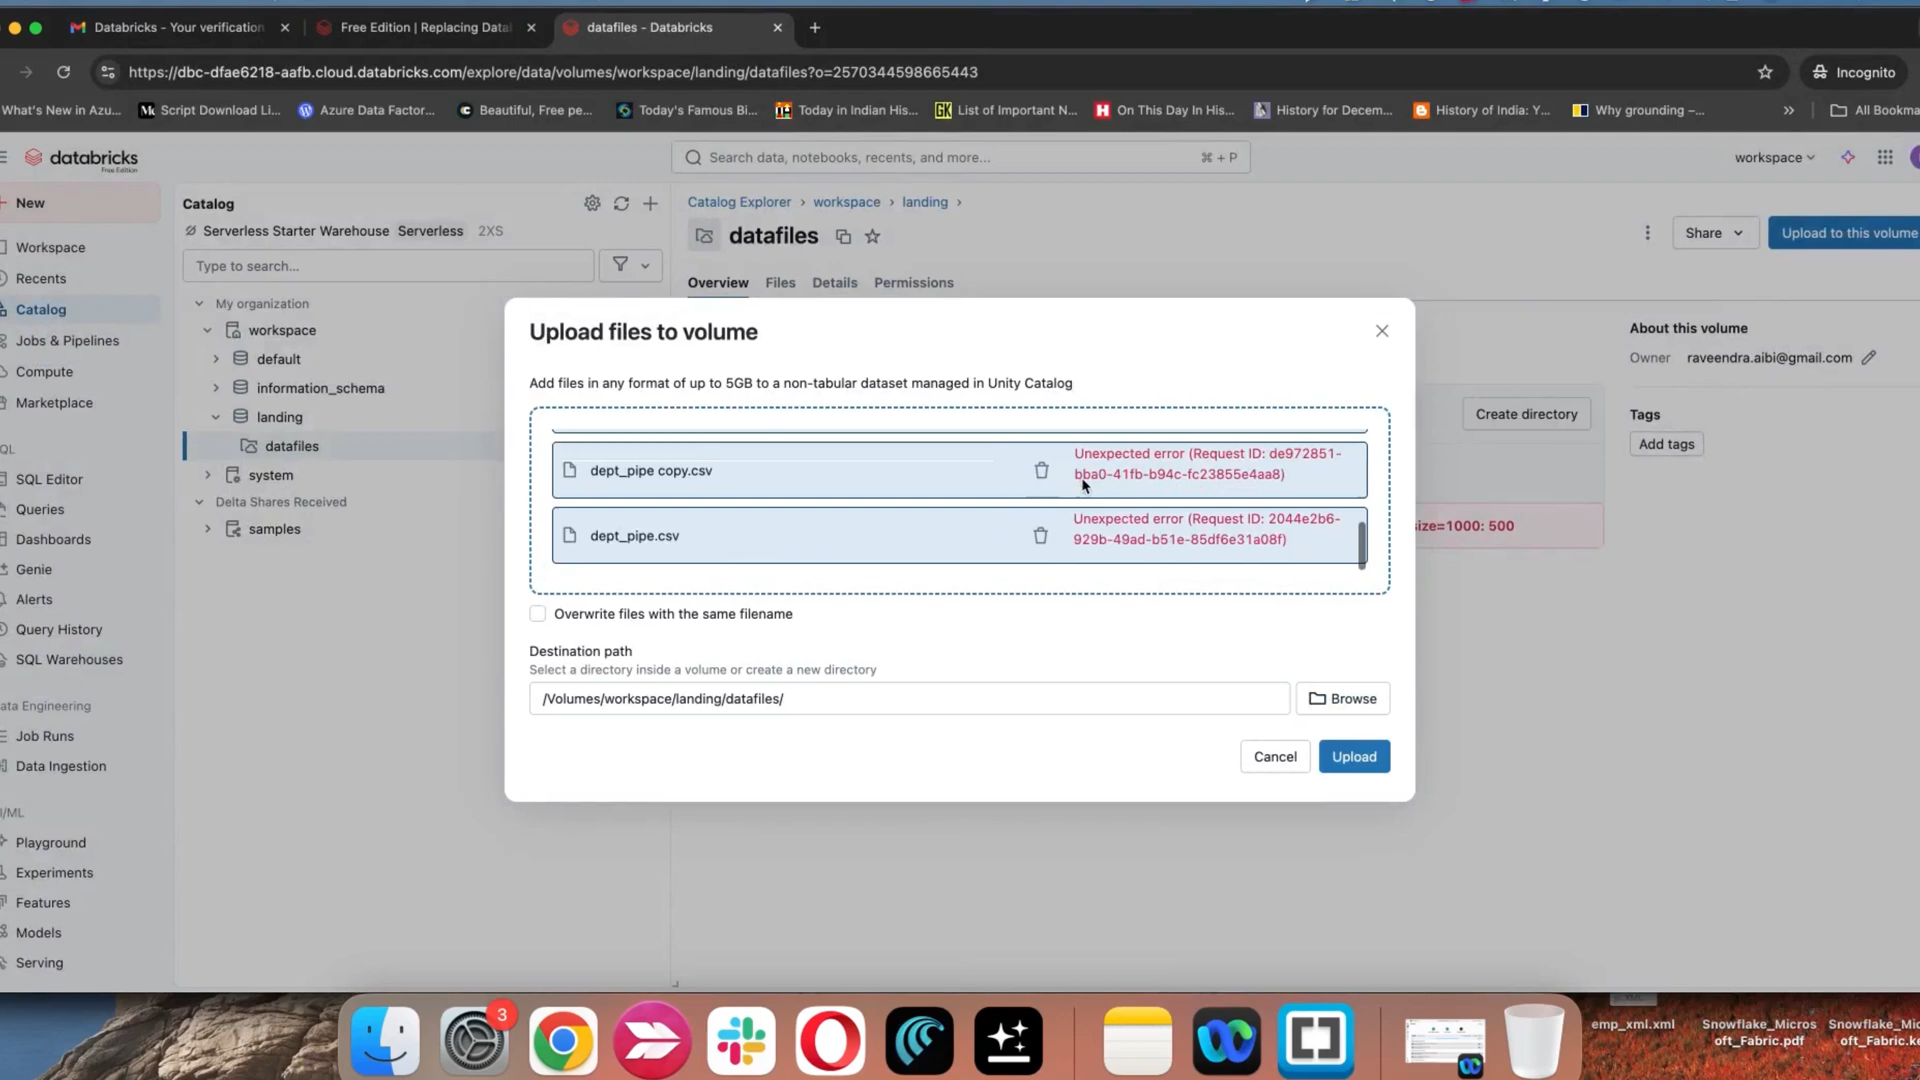 Databricks - Your verification
Free Edition | Replacing Datal
datafiles - Databricks
https://dbc-dfae6218-aafb.cloud.databricks.com/explore/data/volumes/workspace/landing/datafiles?o=2570344598665443
Incognito
What's New in Azu...
Script Download Li...
Azure Data Factor...
Beautiful, Free pe...
Today's Famous Bi...
Today in Indian His...
List of Important N...
On This Day In His...
History for Decem...
History of India: Y...
Why grounding –...
»
All Bookma
databricks
Free Edition
Search data, notebooks, recents, and more...
⌘ + P
workspace
New
Workspace
Recents
Catalog
Jobs & Pipelines
Compute
Marketplace
QL
SQL Editor
Queries
Dashboards
Genie
Alerts
Query History
SQL Warehouses
ata Engineering
Job Runs
Data Ingestion
I/ML
Playground
Experiments
Features
Models
Serving
Catalog
Serverless Starter Warehouse Serverless 2XS
Type to search...
My organization
workspace
default
information_schema
landing
datafiles
system
Delta Shares Received
samples
Catalog Explorer > workspace > landing >
datafiles
Share
Upload to this volume
Overview
Files
Details
Permissions
About this volume
Owner raveendra.aibi@gmail.com
Tags
Add tags
Create directory
size=1000: 500
Upload files to volume
Add files in any format of up to 5GB to a non-tabular dataset managed in Unity Catalog
dept_pipe copy.csv
Unexpected error (Request ID: de972851-
bba0-41fb-b94c-fc23855e4aa8)
dept_pipe.csv
Unexpected error (Request ID: 2044e2b6-
929b-49ad-b51e-85df6e31a08f)
Overwrite files with the same filename
Destination path
Select a directory inside a volume or create a new directory
/Volumes/workspace/landing/datafiles/
Browse
Cancel
Upload
3
emp_xml.xml
Snowflake_Micros
oft_Fabric.pdf
Snowflake_Micros
oft_Fabric.ke